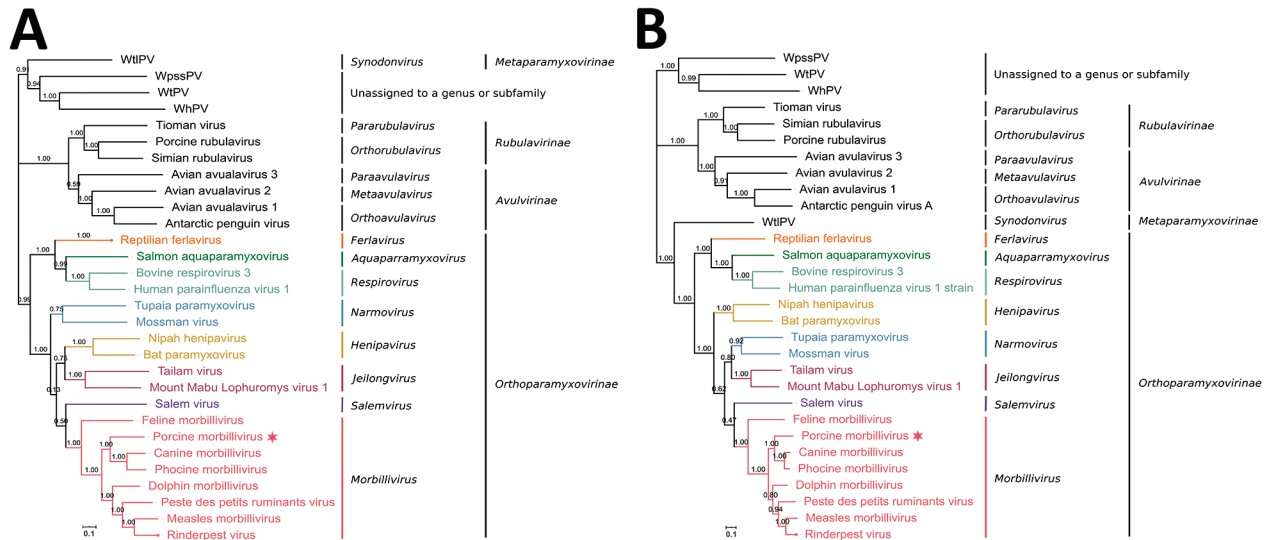 A
WtlPV
Synodonvirus
Metaparamyxovirinae
0.94
WpssPV
WtPV
Unassigned to a genus or subfamily
1.00
WhPV
Tioman virus
Pararubulavirus
1.00
Porcine rubulavirus
1.00
Orthorubulavirus
Rubulavirinae
1.00
Simian rubulavirus
Avian avualavirus 3
Paraavulavirus
0.59
Avian avualavirus 2
Metaavulavirus
1.00
Avulvirinae
Avian avualavirus 1
1.00
Orthoavulavirus
Antarctic penguin virus
1.00
Reptilian ferlavirus
Ferlavirus
Salmon aquaparamyxovirus
Aquaparramyxovirus
0.99
Bovine respirovirus 3
1.00
Respirovirus
Human parainfluenza virus 1
0.99
Tupaia paramyxovirus
0.75
Narmovirus
Mossman virus
Nipah henipavirus
1.00
Henipavirus
1.00
Bat paramyxovirus
0.75
Tailam virus
1.00
Jeilongvirus
Orthoparamyxovirinae
Mount Mabu Lophuromys virus 1
0.13
Salem virus
Salemvirus
0.50
Feline morbillivirus
Porcine morbillivirus
1.00
1.00
Canine morbillivirus
1.00
Phocine morbillivirus
1.00
Morbillivirus
Dolphin morbillivirus
1.00
Peste des petits ruminants virus
1.00
Measles morbillivirus
1.00
Rinderpest virus
0.1
B
WpssPV
1.00
WtPV
0.99
Unassigned to a genus or subfamily
WhPV
Tioman virus
Pararubulavirus
1.00
Simian rubulavirus
1.00
1.00
Orthorubulavirus
Rubulavirinae
Porcine rubulavirus
Avian avulavirus 3
Paraavulavirus
1.00
Avian avulavirus 2
Metaavulavirus
0.91
Avulvirinae
Avian avulavirus 1
1.00
Orthoavulavirus
Antarctic penguin virus A
WtlPV
Synodonvirus
Metaparamyxovirinae
Reptilian ferlavirus
Ferlavirus
1.00
Salmon aquaparamyxovirus
Aquaparramyxovirus
1.00
1.00
Bovine respirovirus 3
1.00
Respirovirus
Human parainfluenza virus 1 strain
1.00
Nipah henipavirus
1.00
Henipavirus
Bat paramyxovirus
Tupaia paramyxovirus
0.92
Narmovirus
1.00
Mossman virus
0.80
Tailam virus
1.00
Jeilongvirus
Orthoparamyxovirinae
Mount Mabu Lophuromys virus 1
0.62
Salem virus
Salemvirus
0.47
Feline morbillivirus
Porcine morbillivirus
1.00
1.00
Canine morbillivirus
1.00
Phocine morbillivirus
1.00
Morbillivirus
Dolphin morbillivirus
0.80
Peste des petits ruminants virus
0.94
Measles morbillivirus
1.00
Rinderpest virus
0.1